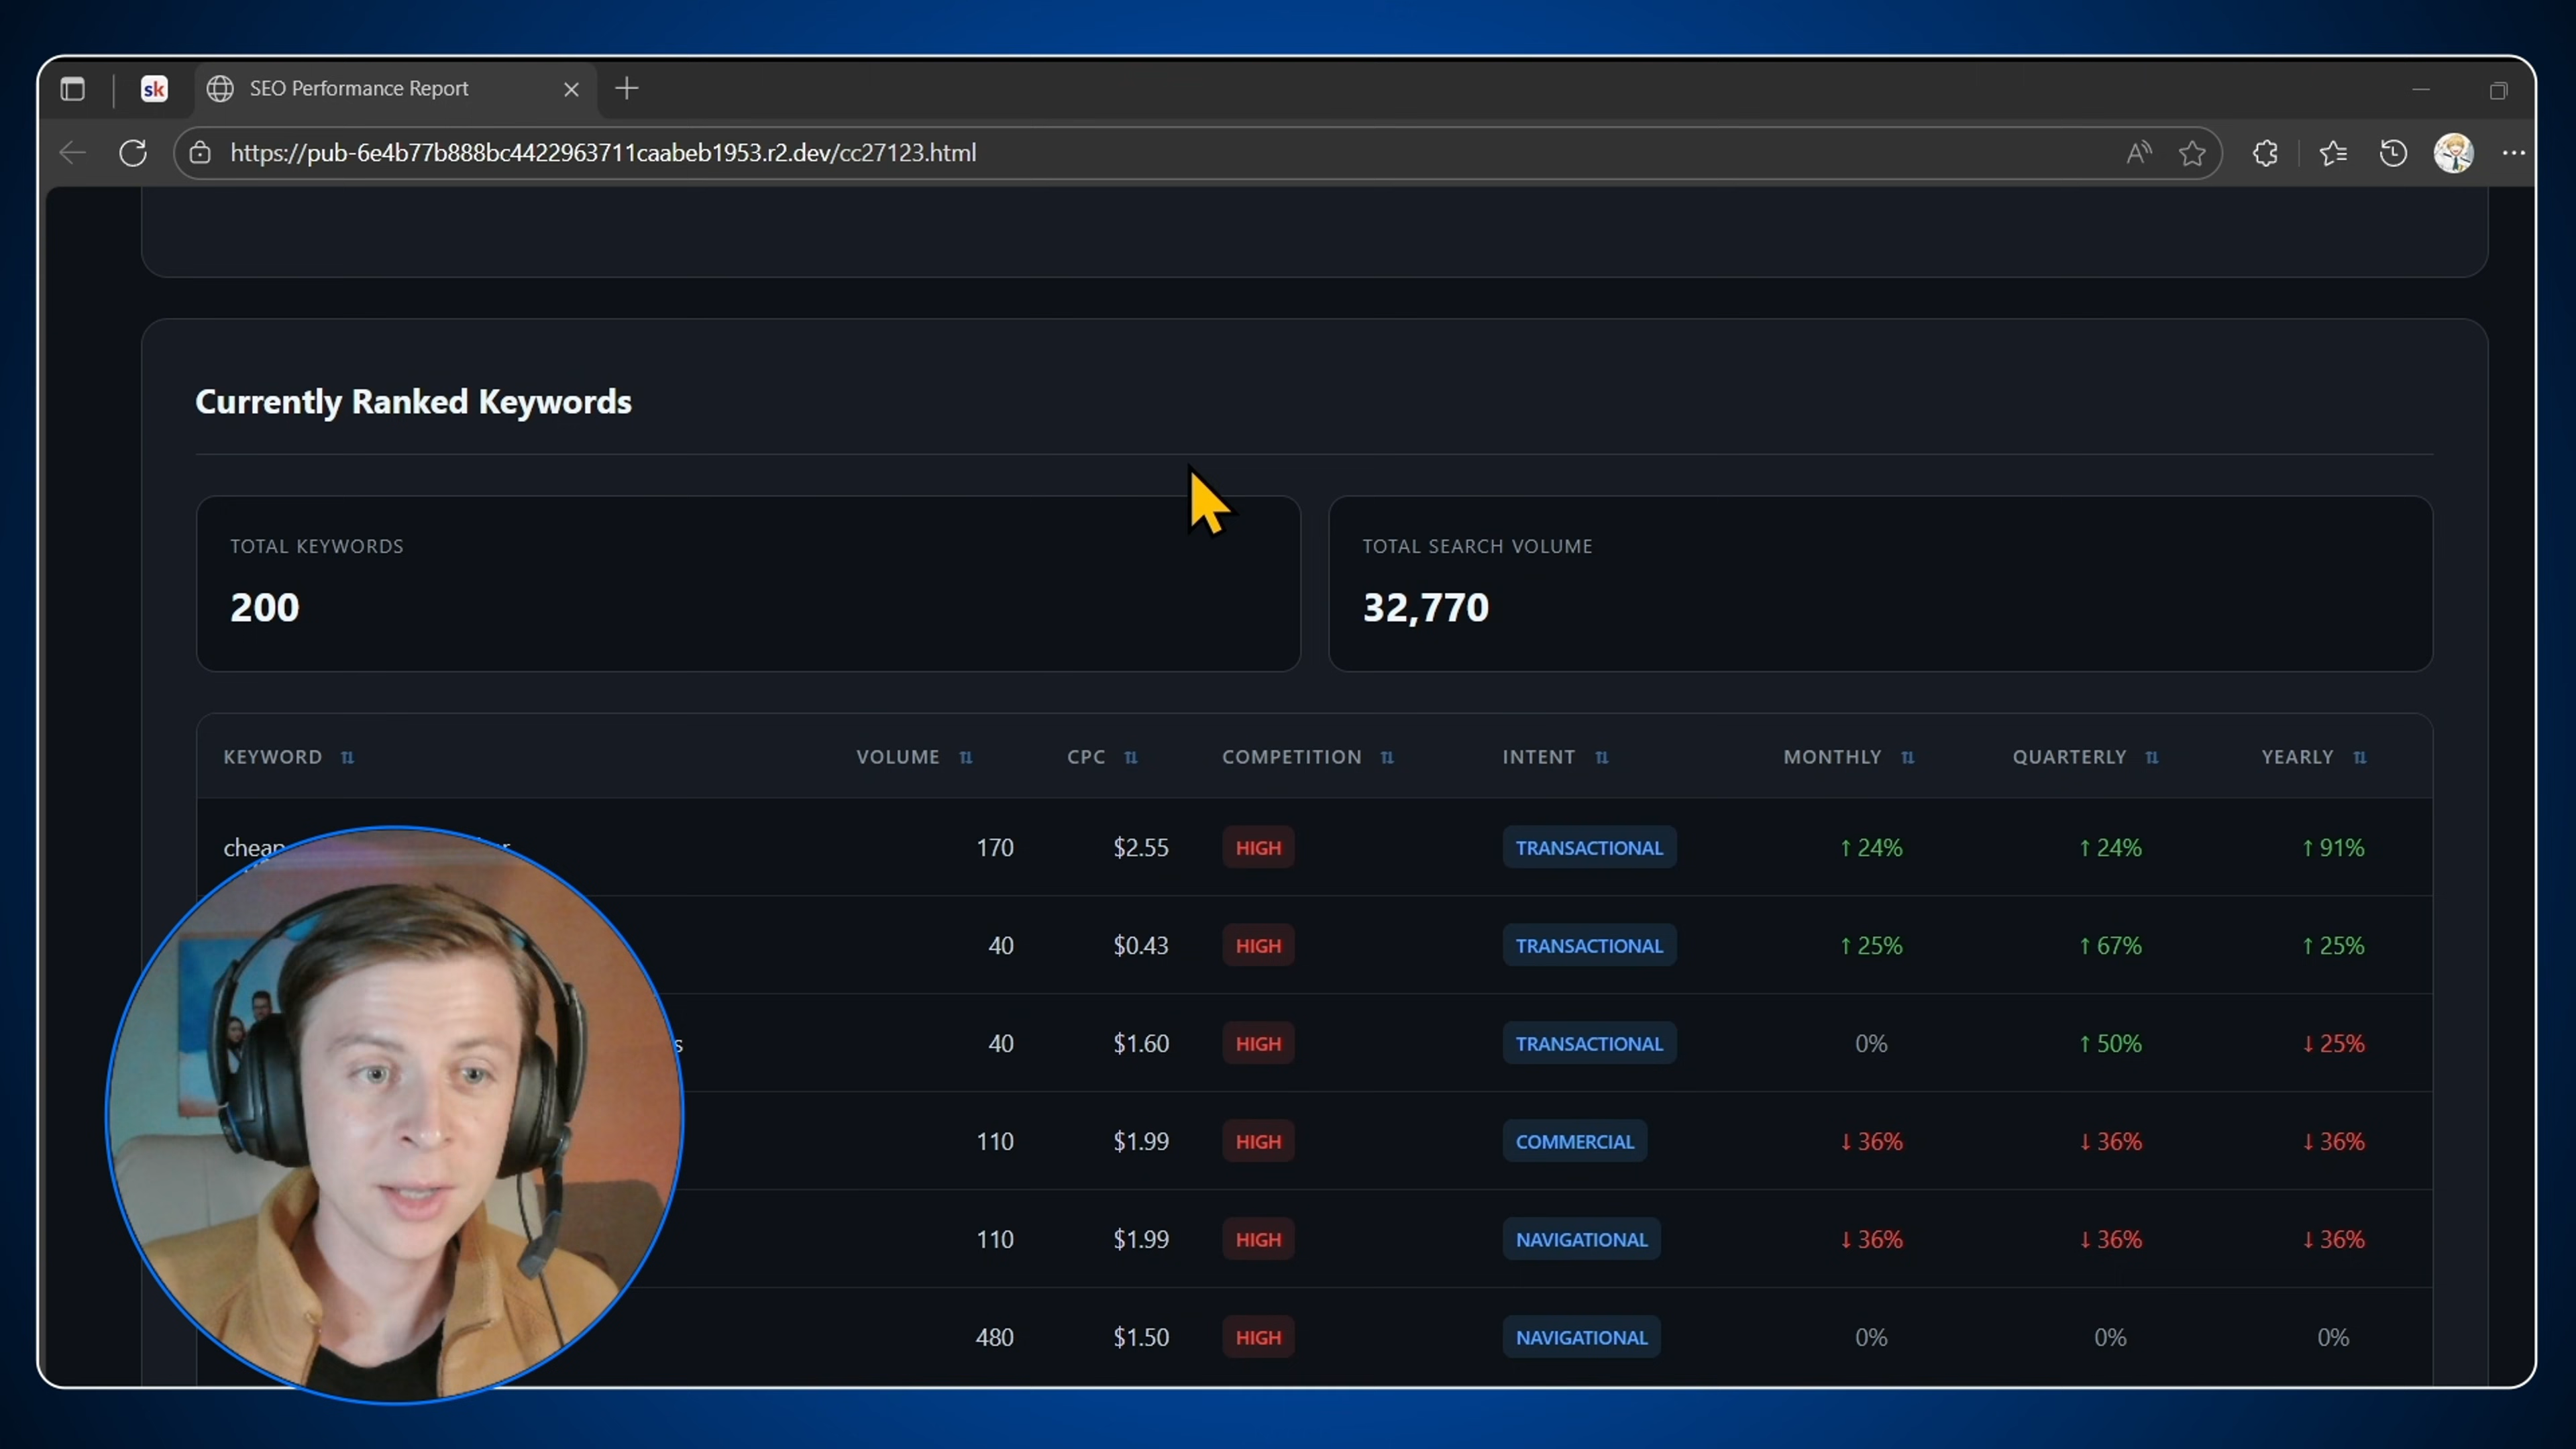 sk SEO Performance Report
https://pub-6e4b77b888bc4422963711caabeb1953.r2.dev/cc27123.html
Currently Ranked Keywords
TOTAL KEYWORDS TOTAL SEARCH VOLUME
200 32,770
KEYWORD VOLUME CPC COMPETITION INTENT MONTHLY QUARTERLY YEARLY
170 $2.55 HIGH TRANSACTIONAL ↑ 24% ↑ 24% ↑ 91%
40 $0.43 HIGH TRANSACTIONAL ↑ 25% ↑ 67% ↑ 25%
40 $1.60 HIGH TRANSACTIONAL 0% ↑ 50% ↓ 25%
110 $1.99 HIGH COMMERCIAL ↓ 36% ↓ 36% ↓ 36%
110 $1.99 HIGH NAVIGATIONAL ↓ 36% ↓ 36% ↓ 36%
480 $1.50 HIGH NAVIGATIONAL 0% 0% 0%